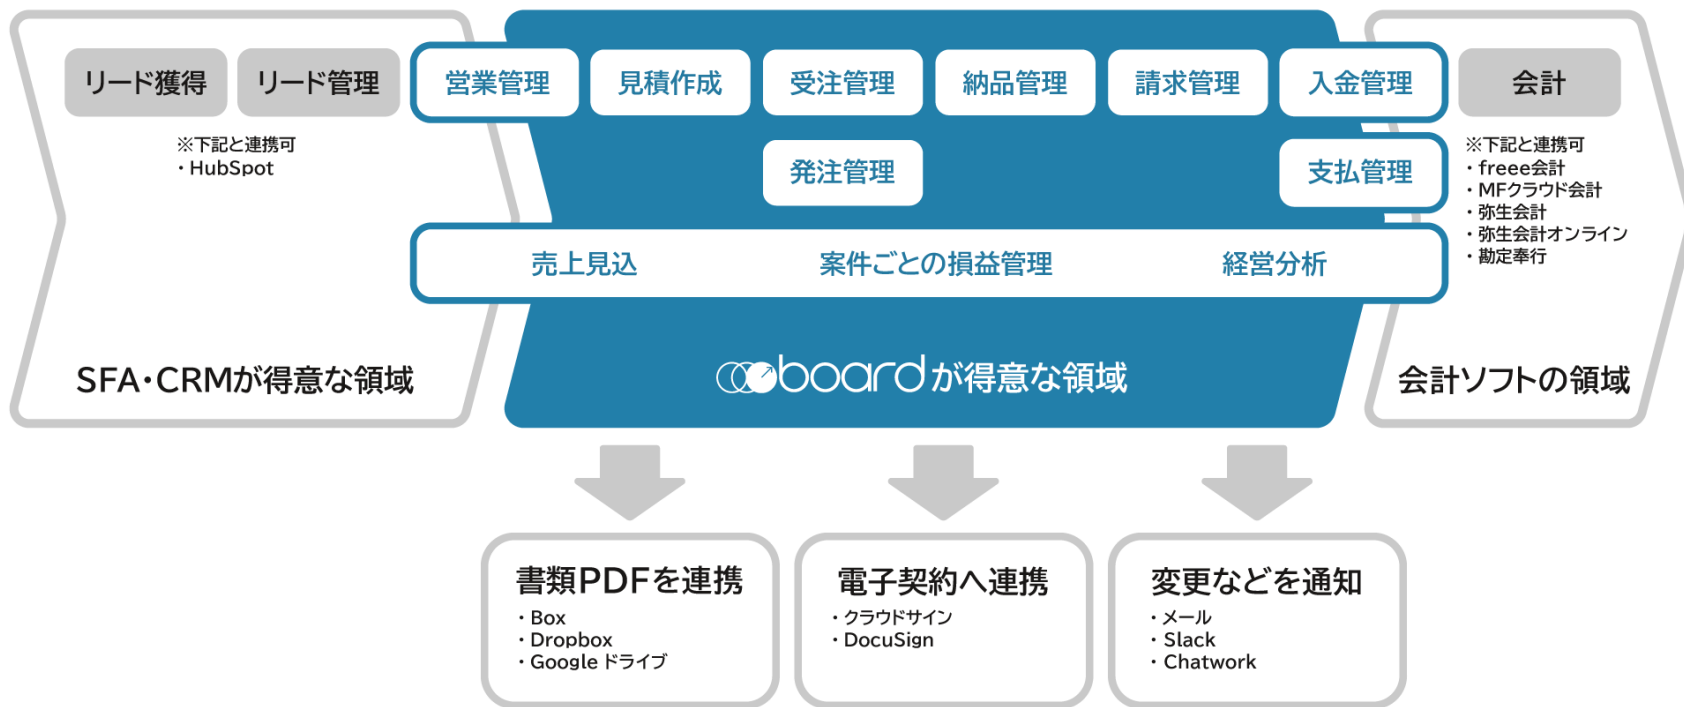 リード獲得
リード管理
営業管理
見積作成
受注管理
納品管理
請求管理
入金管理
会計
※下記と連携可
・HubSpot
発注管理
支払管理
※下記と連携可
・freee会計
・MFクラウド会計
・弥生会計
・弥生会計オンライン
・勘定奉行
売上見込
案件ごとの損益管理
経営分析
SFA・CRMが得意な領域
boardが得意な領域
会計ソフトの領域
書類PDFを連携
・Box
・Dropbox
・Google ドライブ
電子契約へ連携
・クラウドサイン
・DocuSign
変更などを通知
・メール
・Slack
・Chatwork